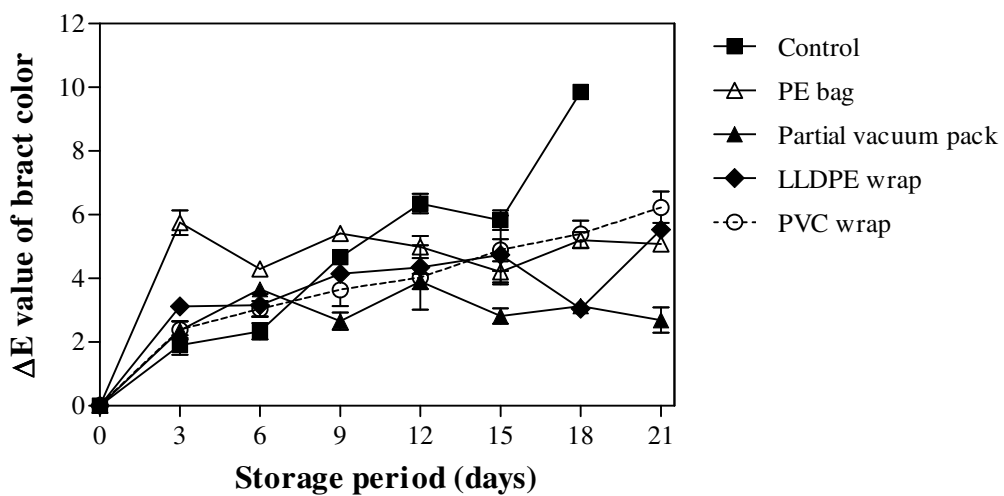 12
10
8
6
4
2
0
ΔE value of bract color
0 3 6 9 12 15 18 21
Storage period (days)
Control
PE bag
Partial vacuum pack
LLDPE wrap
PVC wrap